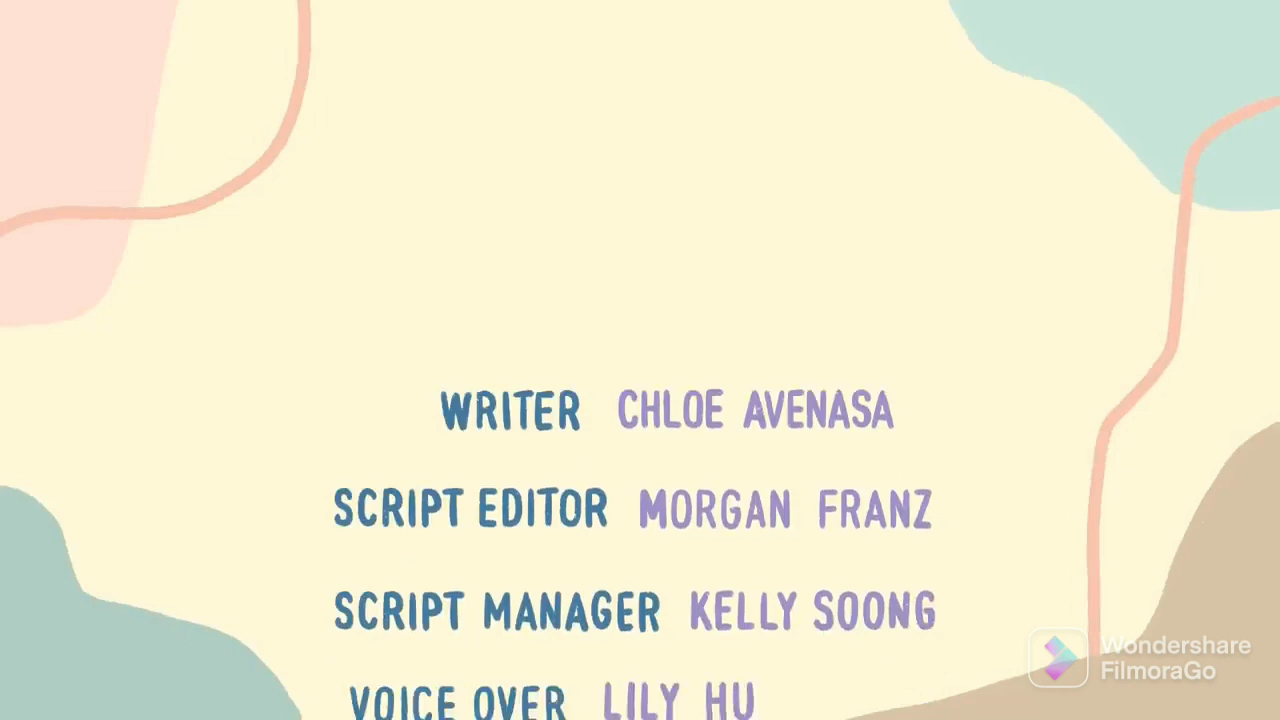 WRITER CHLOE AVENASA
SCRIPT EDITOR MORGAN FRANZ
SCRIPT MANAGER KELLY SOONG
VOICE OVER LILY HU
Wondershare
FilmoraGo